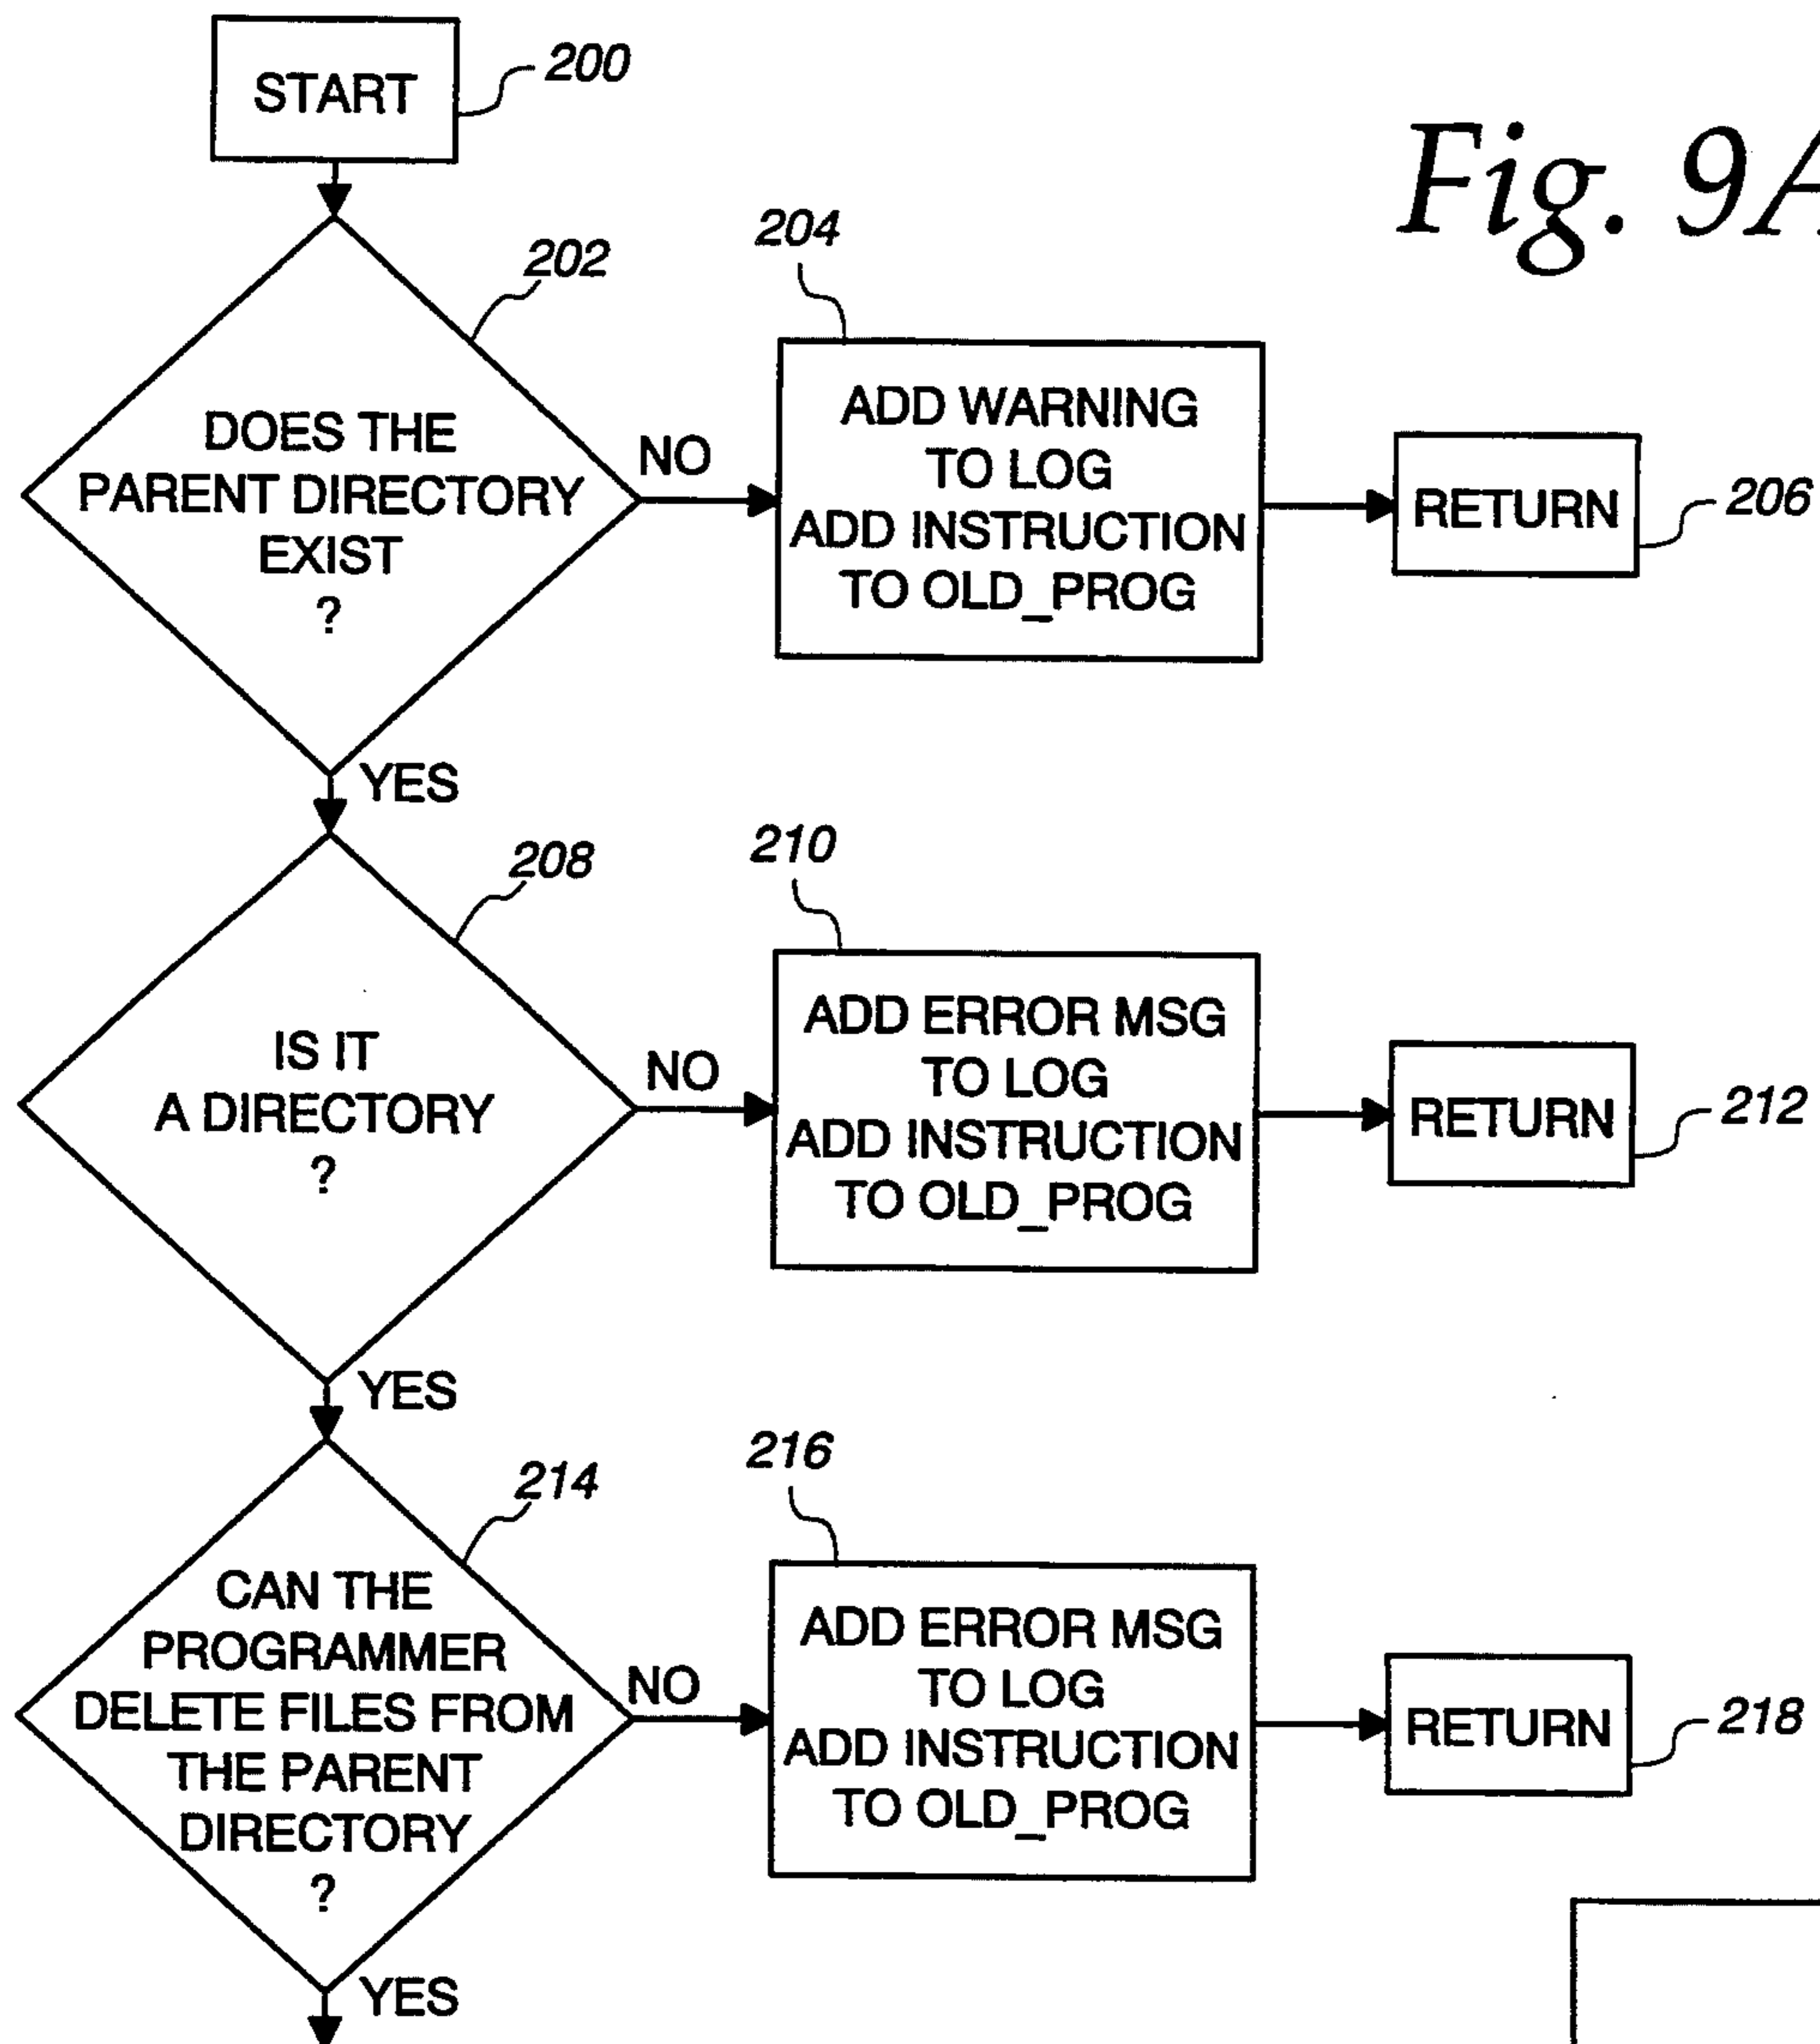 START
200
Fig. 9A
202
DOES THE
PARENT DIRECTORY
EXIST
?
NO
204
ADD WARNING
TO LOG
ADD INSTRUCTION
TO OLD_PROG
RETURN
206
YES
208
IS IT
A DIRECTORY
?
NO
210
ADD ERROR MSG
TO LOG
ADD INSTRUCTION
TO OLD_PROG
RETURN
212
YES
214
CAN THE
PROGRAMMER
DELETE FILES FROM
THE PARENT
DIRECTORY
?
NO
216
ADD ERROR MSG
TO LOG
ADD INSTRUCTION
TO OLD_PROG
RETURN
218
YES